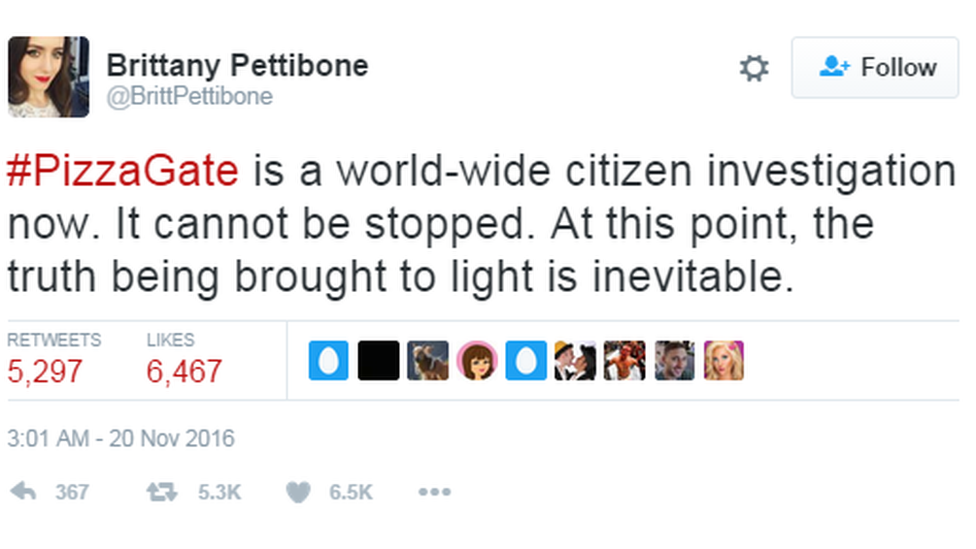 Brittany Pettibone
@BrittPettibone
Follow
#PizzaGate is a world-wide citizen investigation
now. It cannot be stopped. At this point, the
truth being brought to light is inevitable.
RETWEETS LIKES
5,297 6,467
3:01 AM - 20 Nov 2016
367 5.3K 6.5K